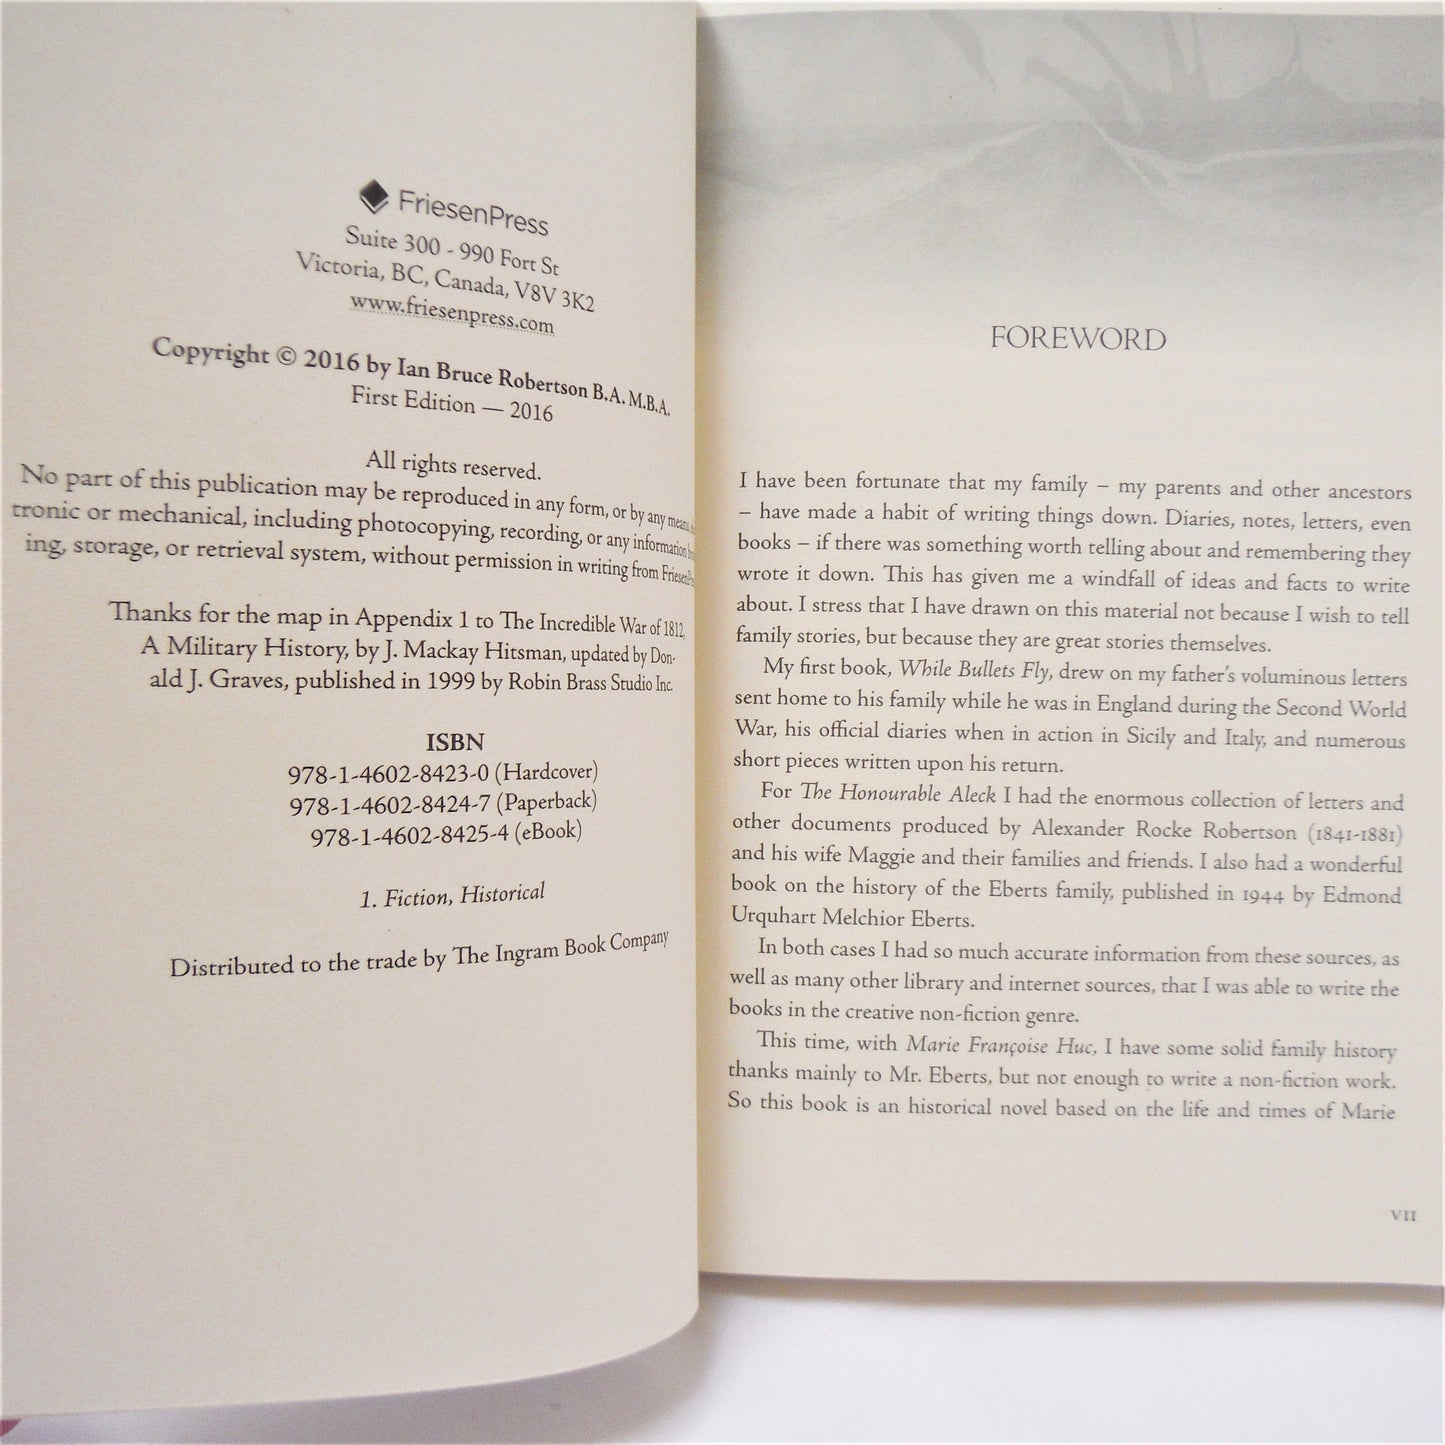 FriesenPress
Suite 300 - 990 Fort St
Victoria, BC, Canada, V8V 3K2
www.friesenpress.com
Copyright © 2016 by Ian Bruce Robertson B.A. M.B.A.
First Edition — 2016
All rights reserved.
No part of this publication may be reproduced in any form, or by any means,
tronic or mechanical, including photocopying, recording, or any information
ing, storage, or retrieval system, without permission in writing from
Thanks for the map in Appendix 1 to The Incredible War of 1812,
A Military History, by J. Mackay Hitsman, updated by Don-
ald J. Graves, published in 1999 by Robin Brass Studio Inc.
ISBN
978-1-4602-8423-0 (Hardcover)
978-1-4602-8424-7 (Paperback)
978-1-4602-8425-4 (eBook)
1. Fiction, Historical
Distributed to the trade by The Ingram Book Company
FOREWORD
I have been fortunate that my family – my parents and other ancestors
– have made a habit of writing things down. Diaries, notes, letters, even
books – if there was something worth telling about and remembering they
wrote it down. This has given me a windfall of ideas and facts to write
about. I stress that I have drawn on this material not because I wish to tell
family stories, but because they are great stories themselves.
My first book, While Bullets Fly, drew on my father's voluminous letters
sent home to his family while he was in England during the Second World
War, his official diaries when in action in Sicily and Italy, and numerous
short pieces written upon his return.
For The Honourable Aleck I had the enormous collection of letters and
other documents produced by Alexander Rocke Robertson (1841-1881)
and his wife Maggie and their families and friends. I also had a wonderful
book on the history of the Eberts family, published in 1944 by Edmond
Urquhart Melchior Eberts.
In both cases I had so much accurate information from these sources, as
well as many other library and internet sources, that I was able to write the
books in the creative non-fiction genre.
This time, with Marie Françoise Huc, I have some solid family history
thanks mainly to Mr. Eberts, but not enough to write a non-fiction work.
So this book is an historical novel based on the life and times of Marie
VII